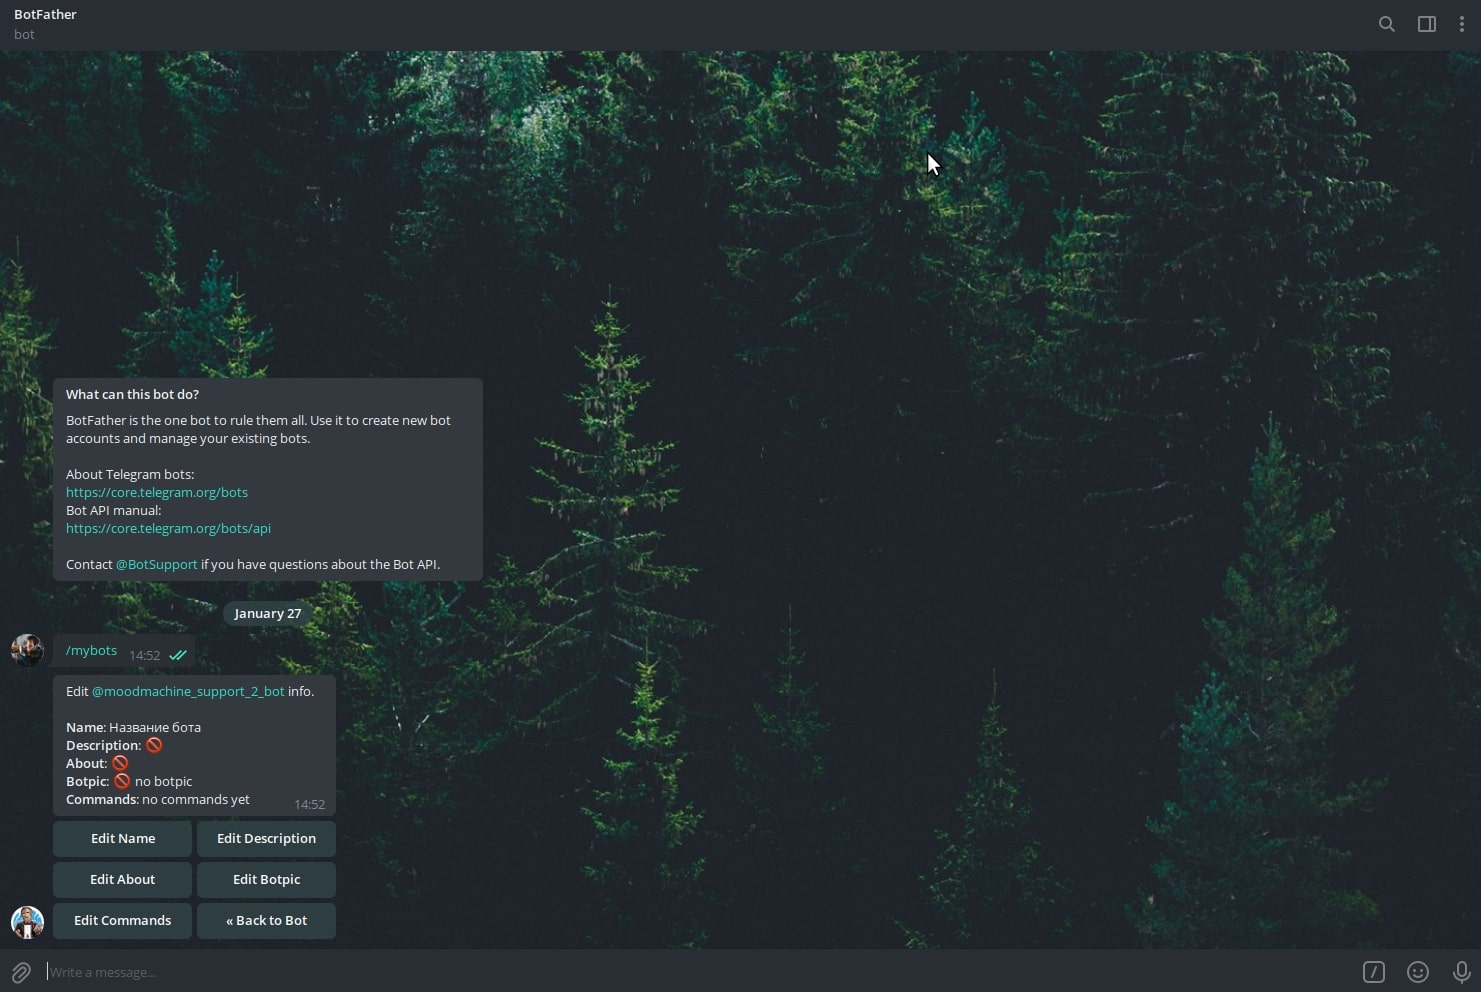 BotFather
bot
What can this bot do?
BotFather is the one bot to rule them all. Use it to create new bot
accounts and manage your existing bots.
About Telegram bots:
https://core.telegram.org/bots
Bot API manual:
https://core.telegram.org/bots/api
Contact @BotSupport if you have questions about the Bot API.
January 27
/mybots 14:52
Edit @moodmachine_support_2_bot info.
Name: Название бота
Description: 🚫
About: 🚫
Botpic: 🚫 no botpic
Commands: no commands yet 14:52
Edit Name Edit Description
Edit About Edit Botpic
Edit Commands « Back to Bot
Write a message...